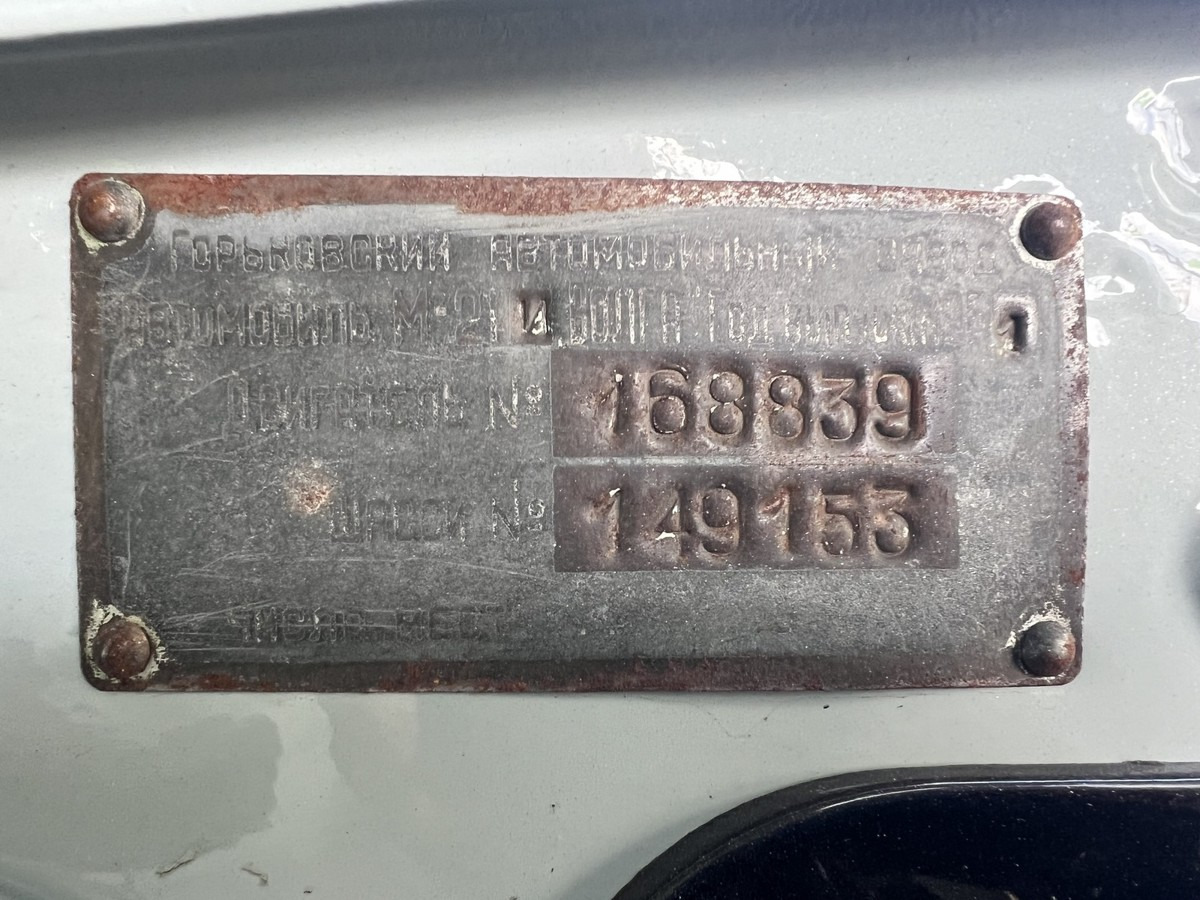 Горьковский автомобильный завод
Автомобиль М-21 И „Волга" Год выпуска 1961
Двигатель № 168839
Шасси № 149153